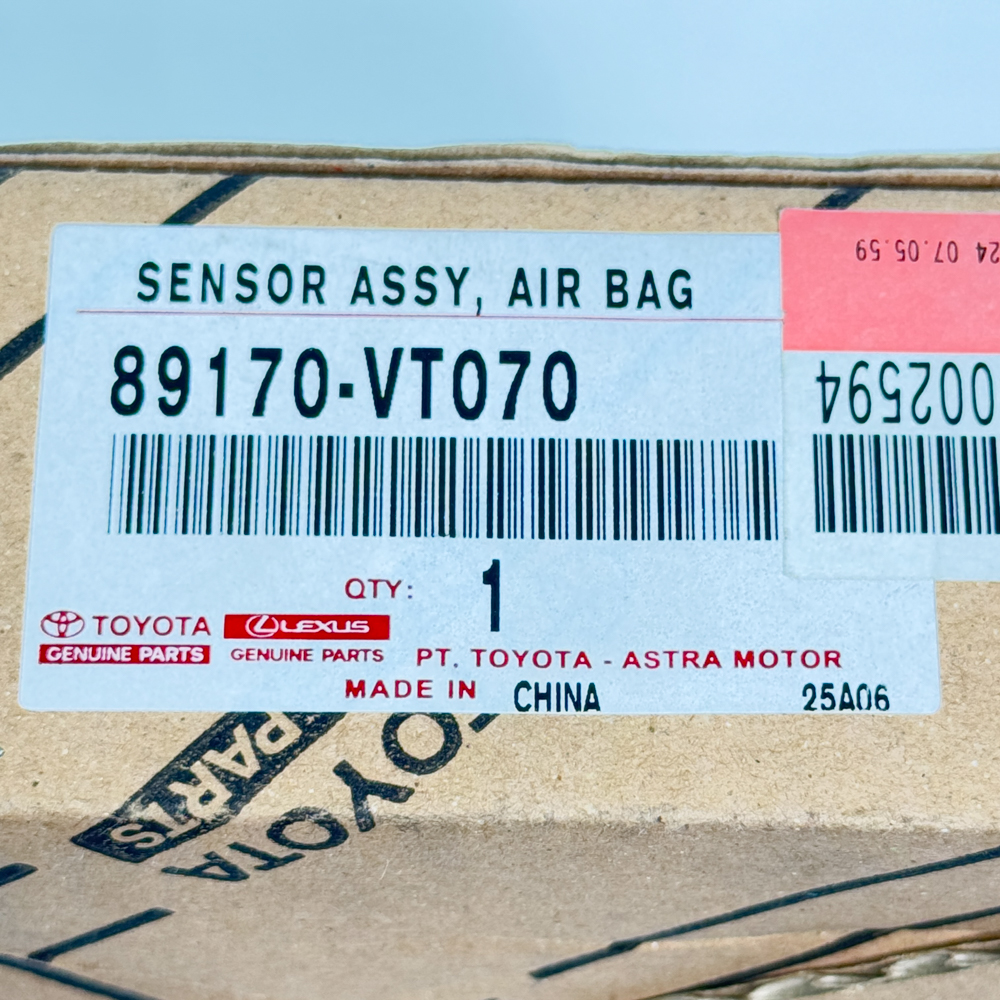 SENSOR ASSY, AIR BAG
89170-VT070
QTY: 1
TOYOTA LEXUS
GENUINE PARTS GENUINE PARTS PT. TOYOTA - ASTRA MOTOR
MADE IN CHINA 25A06
24 07.05.59
002594
PARTS
TOYOTA